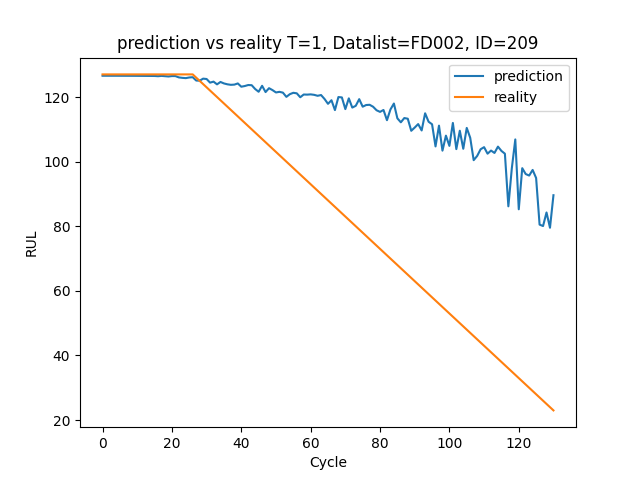 prediction vs reality T=1, Datalist=FD002, ID=209
prediction
reality
120
100
80
60
40
20
RUL
0 20 40 60 80 100 120
Cycle